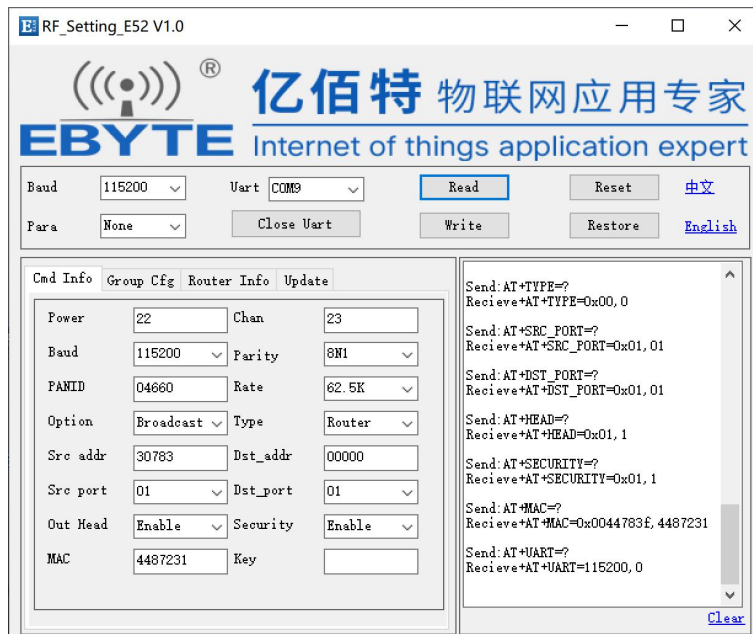 RF_Setting_E52 V1.0
®
亿佰特 物联网应用专家
EBYTE Internet of things application expert
Baud 115200 Uart COM9 Read Reset 中文
Para None Close Uart Write Restore English
Cmd Info Group Cfg Router Info Update
Power 22 Chan 23
Baud 115200 Parity 8N1
PANID 04660 Rate 62.5K
Option Broadcast Type Router
Src addr 30783 Dst_addr 00000
Src port 01 Dst_port 01
Out Head Enable Security Enable
MAC 4487231 Key
Send:AT+TYPE=?
Recieve+AT+TYPE=0x00,0
Send:AT+SRC_PORT=?
Recieve+AT+SRC_PORT=0x01,01
Send:AT+DST_PORT=?
Recieve+AT+DST_PORT=0x01,01
Send:AT+HEAD=?
Recieve+AT+HEAD=0x01,1
Send:AT+SECURITY=?
Recieve+AT+SECURITY=0x01,1
Send:AT+MAC=?
Recieve+AT+MAC=0x0044783f,4487231
Send:AT+UART=?
Recieve+AT+UART=115200,0
Clear